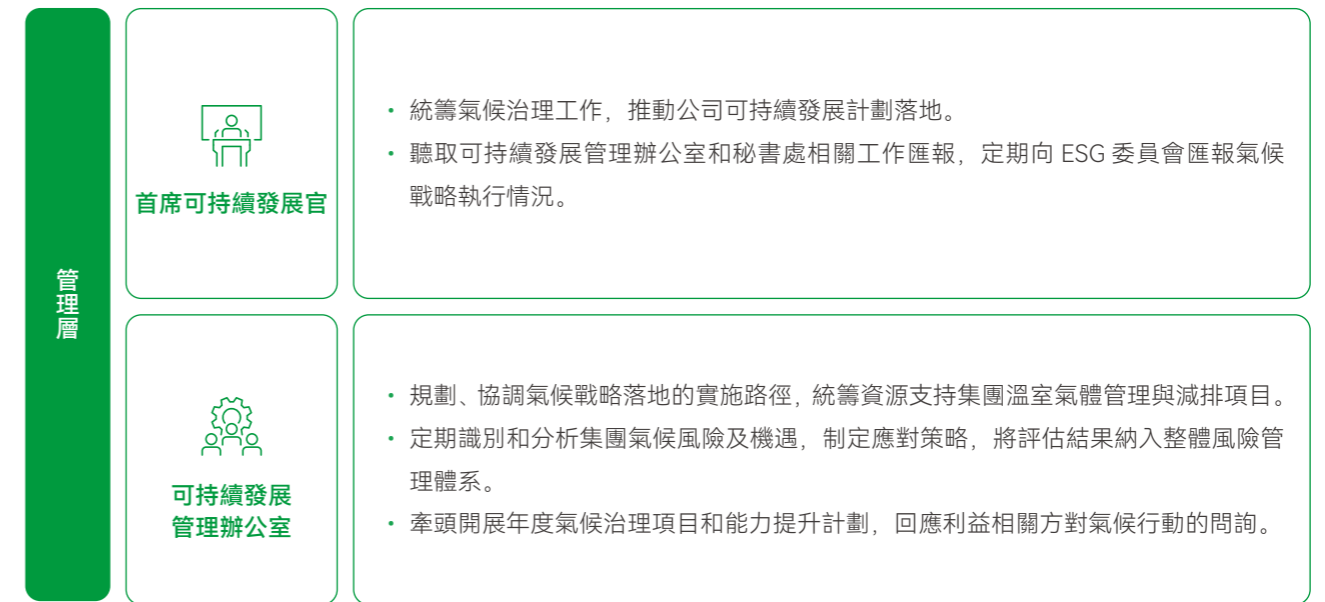 管理層
首席可持續發展官
• 統籌氣候治理工作，推動公司可持續發展計劃落地。
• 聽取可持續發展管理辦公室和秘書處相關工作匯報，定期向 ESG 委員會匯報氣候
戰略執行情況。
可持續發展
管理辦公室
• 規劃、協調氣候戰略落地的實施路徑，統籌資源支持集團溫室氣體管理與減排項目。
• 定期識別和分析集團氣候風險及機遇，制定應對策略，將評估結果納入整體風險管
理體系。
• 牽頭開展年度氣候治理項目和能力提升計劃，回應利益相關方對氣候行動的問詢。